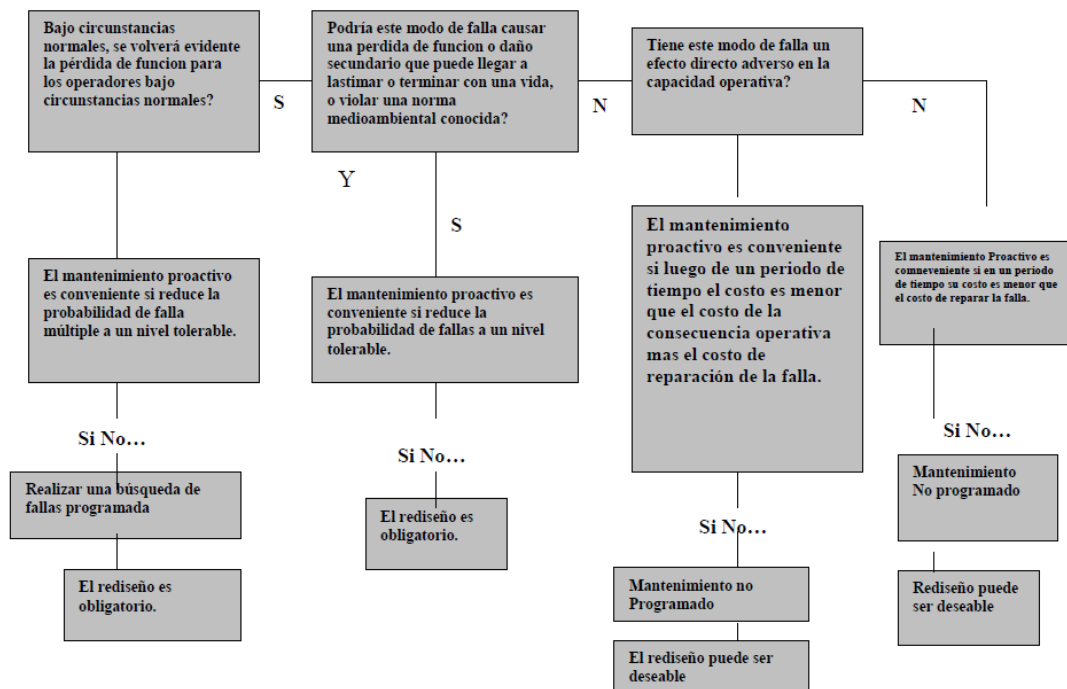 Bajo circunstancias
normales, se volverá evidente
la pérdida de funcion para
los operadores bajo
circunstancias normales?
S
Podría este modo de falla causar
una perdida de funcion o daño
secundario que puede llegar a
lastimar o terminar con una vida,
o violar una norma
medioambiental conocida?
N
Tiene este modo de falla un
efecto directo adverso en la
capacidad operativa?
N
Y
S
El mantenimiento proactivo
es conveniente si reduce la
probabilidad de falla
múltiple a un nivel tolerable.
El mantenimiento proactivo es
conveniente si reduce la
probabilidad de fallas a un nivel
tolerable.
El mantenimiento
proactivo es conveniente
si luego de un periodo de
tiempo el costo es menor
que el costo de la
consecuencia operativa
mas el costo de
reparación de la falla.
El mantenimiento Proactivo es
comneveniente si en un período
de tiempo su costo es menor que
el costo de reparar la falla.
Si No…
Realizar una búsqueda de
fallas programada
El rediseño es
obligatorio.
Si No…
El rediseño es
obligatorio.
Si No…
Mantenimiento no
Programado
El rediseño puede ser
deseable
Si No…
Mantenimiento
No programado
Rediseño puede
ser deseable